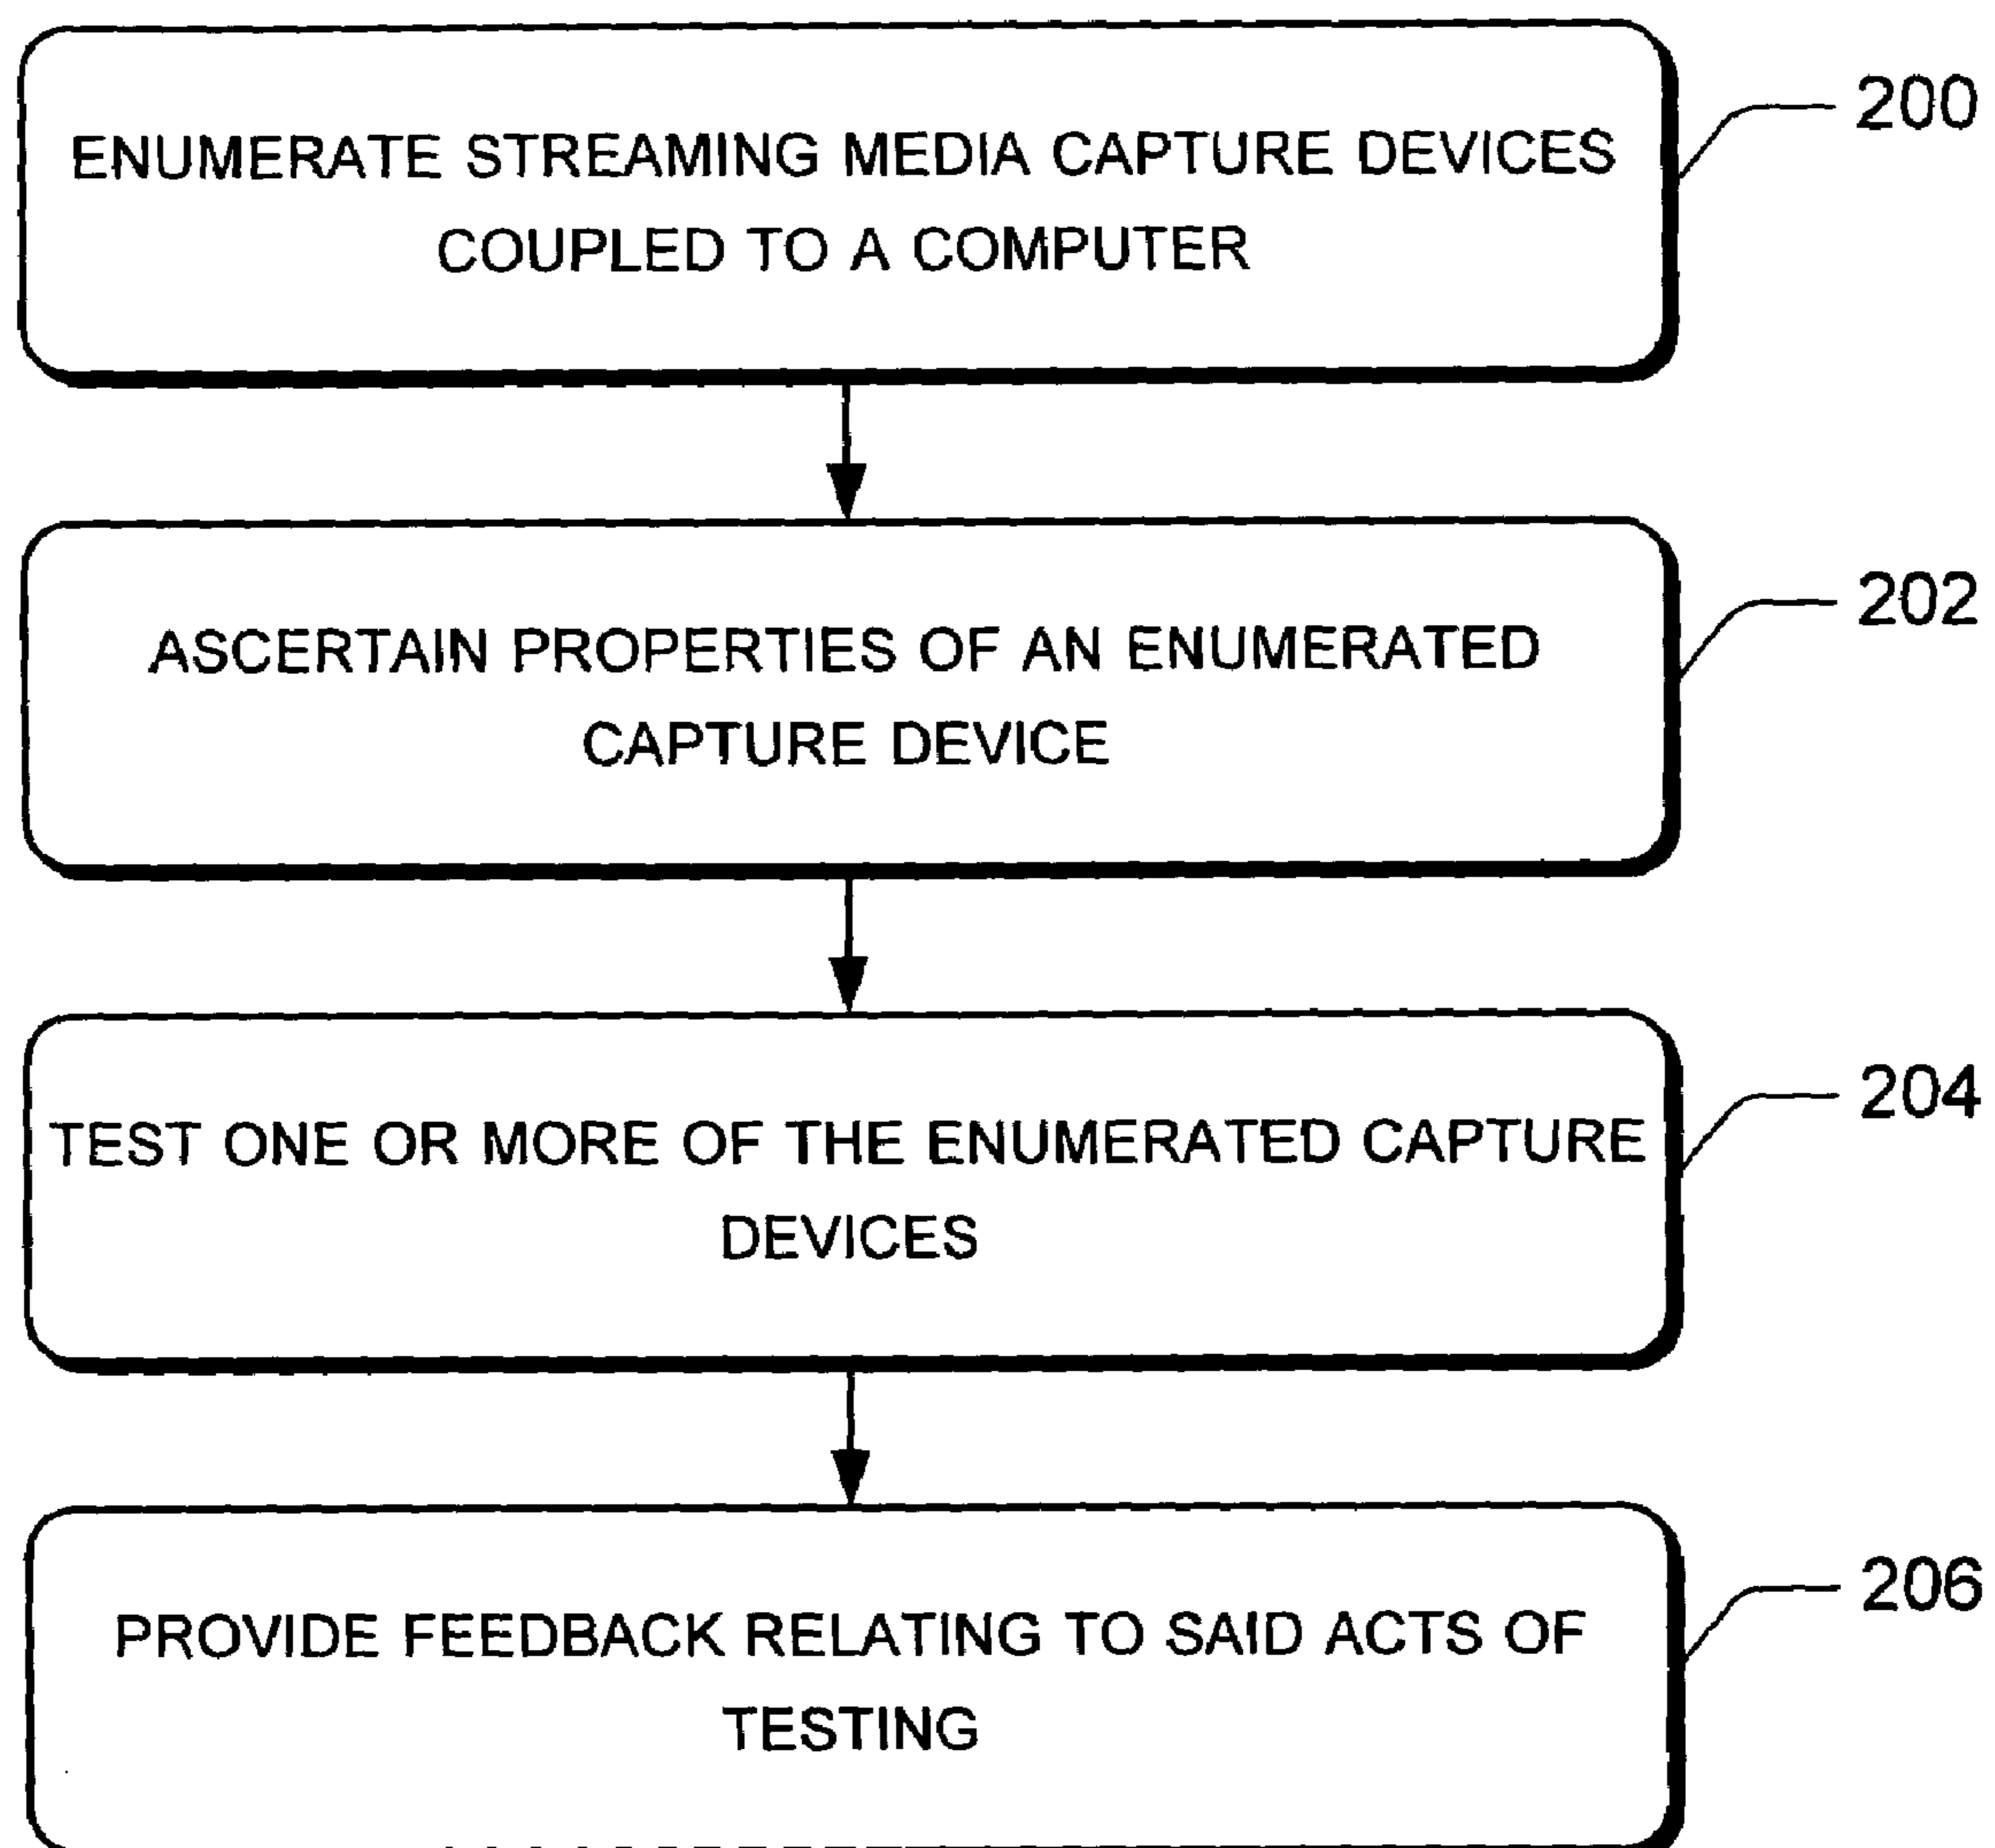 ENUMERATE STREAMING MEDIA CAPTURE DEVICES
COUPLED TO A COMPUTER
200
ASCERTAIN PROPERTIES OF AN ENUMERATED
CAPTURE DEVICE
202
TEST ONE OR MORE OF THE ENUMERATED CAPTURE
DEVICES
204
PROVIDE FEEDBACK RELATING TO SAID ACTS OF
TESTING
206